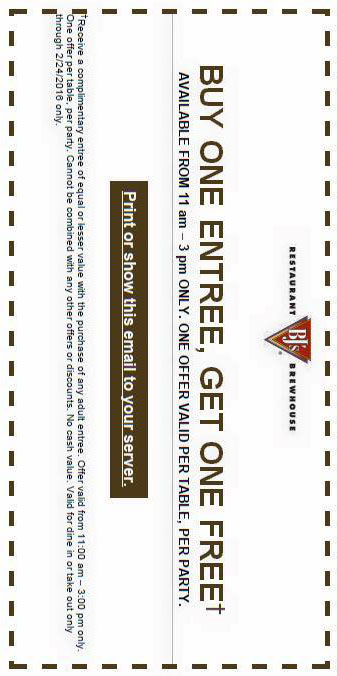 RESTAURANT BJ's BREWHOUSE
BUY ONE ENTREE, GET ONE FREE†
AVAILABLE FROM 11 am – 3 pm ONLY. ONE OFFER VALID PER TABLE, PER PARTY.
Print or show this email to your server.
†Receive a complimentary entree of equal or lesser value with the purchase of any adult entree. Offer valid from 11:00 am – 3:00 pm only.
One offer per table, per party. Cannot be combined with any other offers or discounts. No cash value. Valid for dine in or take out only
through 2/24/2016 only.